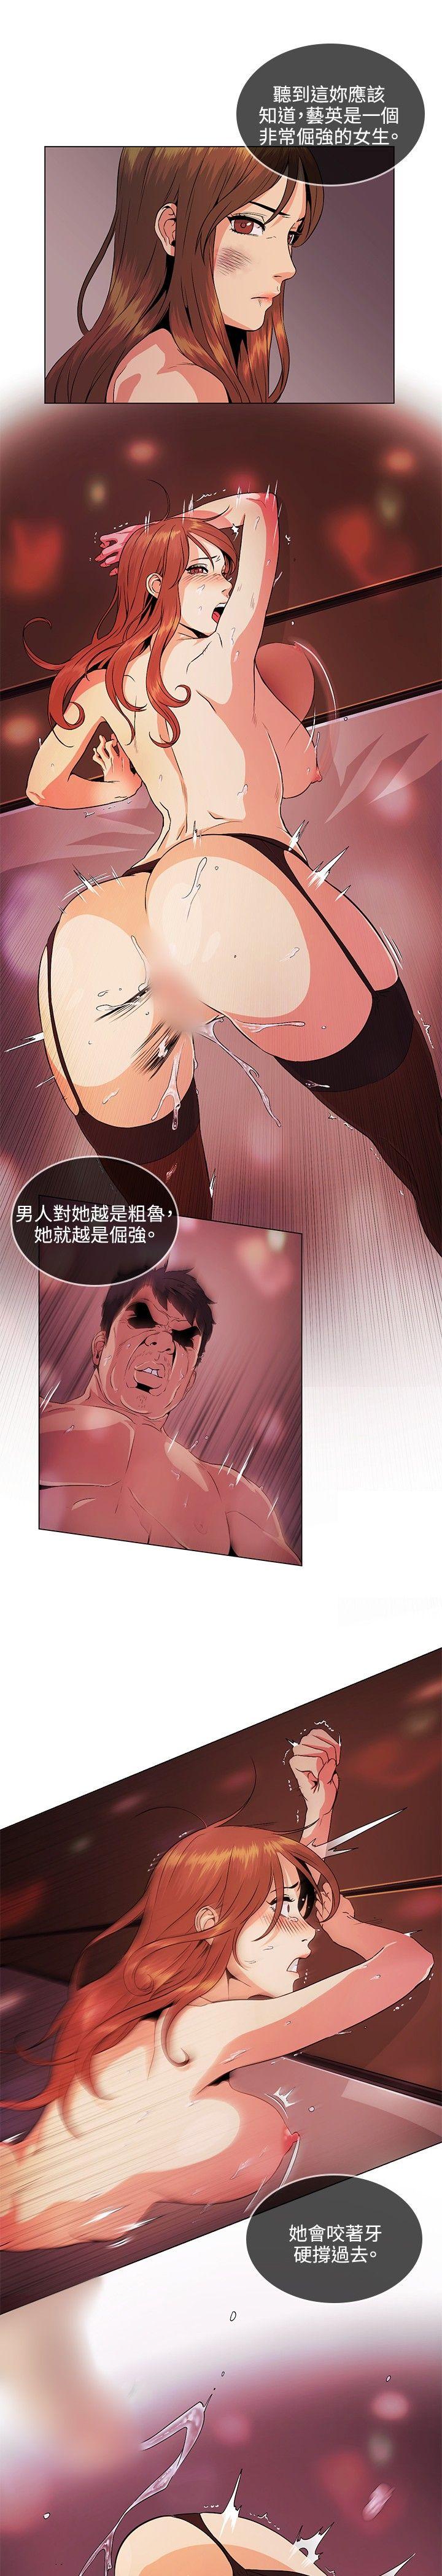 聽到這妳應該
知道，藝英是一個
非常倔強的女生。
男人對她越是粗魯，
她就越是倔強。
她會咬著牙
硬撐過去。